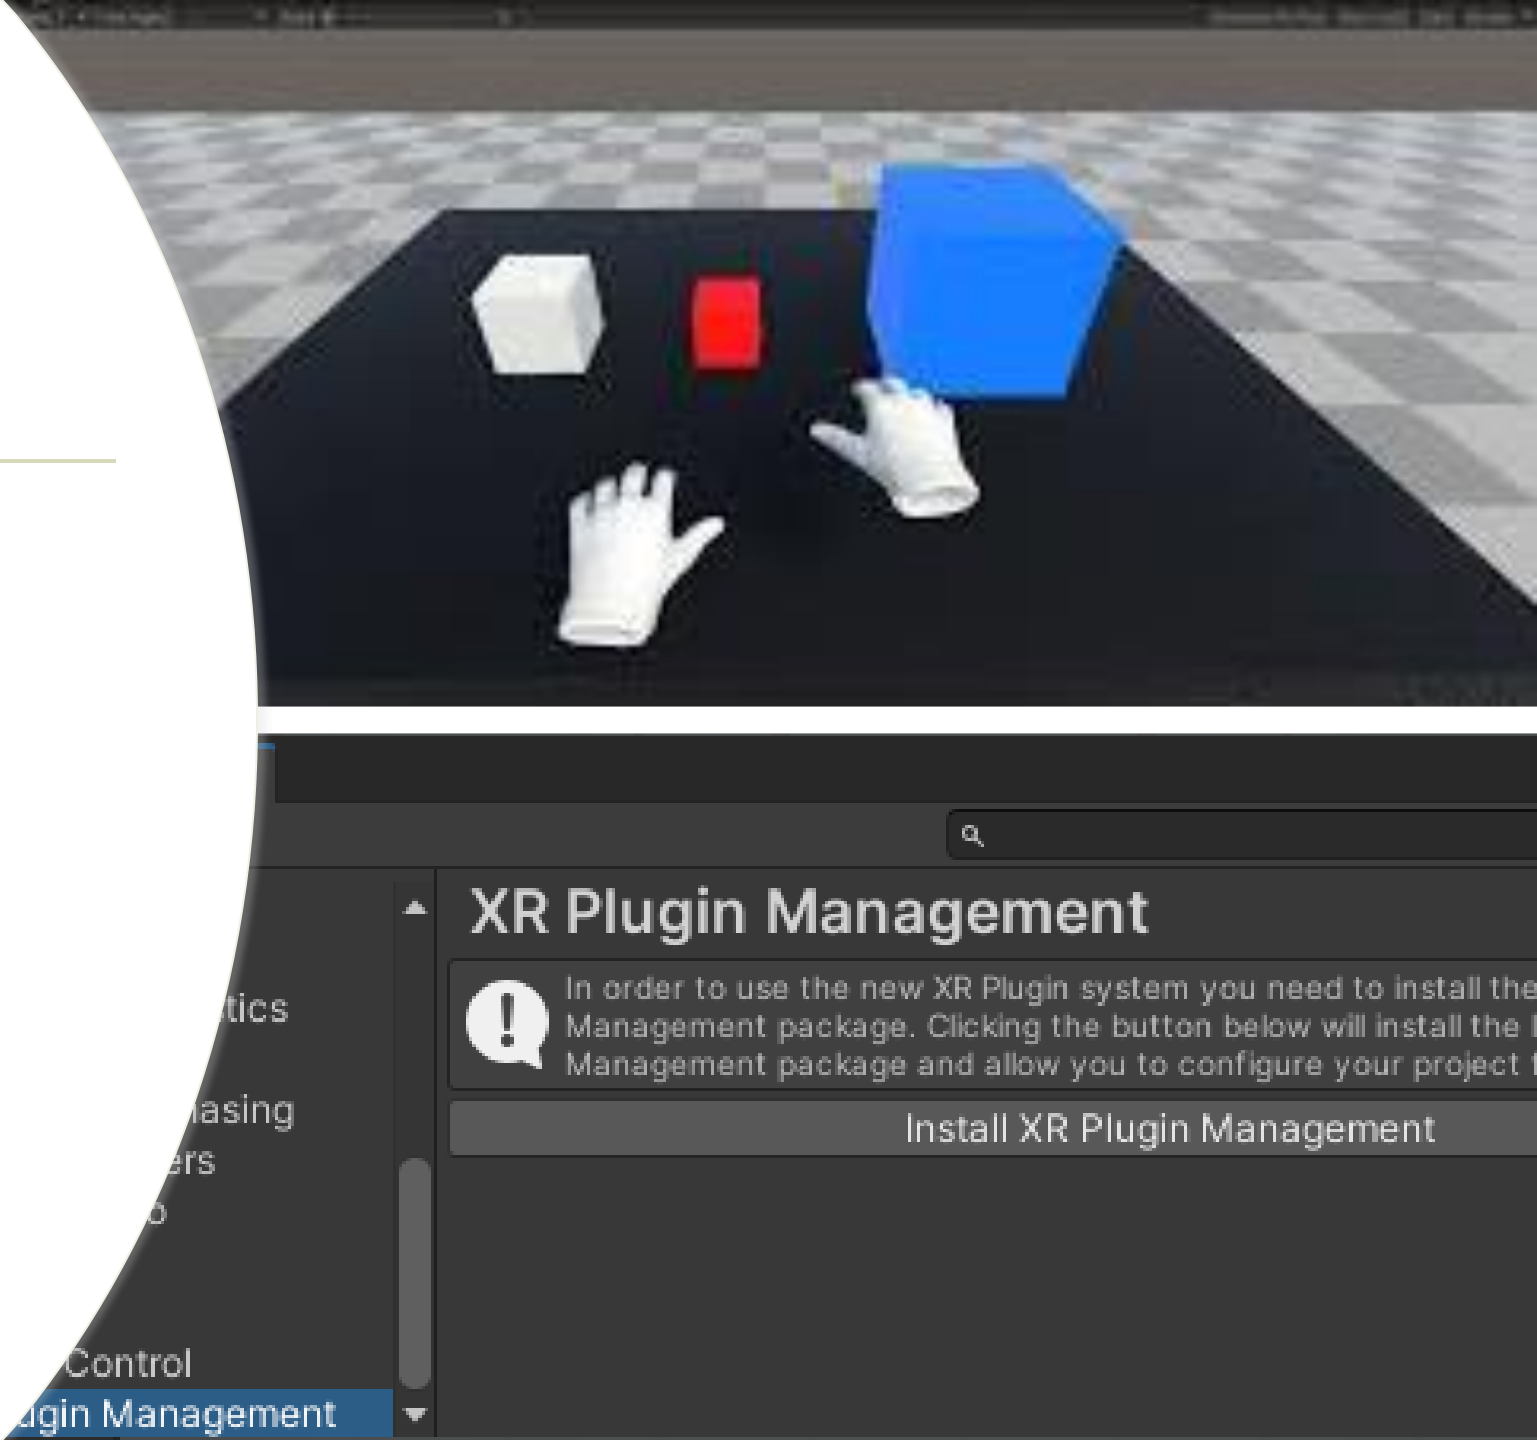 XR Plugin Management
In order to use the new XR Plugin system you need to install the
Management package. Clicking the button below will install the
Management package and allow you to configure your project
Install XR Plugin Management
tics
asing
ers
o
Control
ugin Management